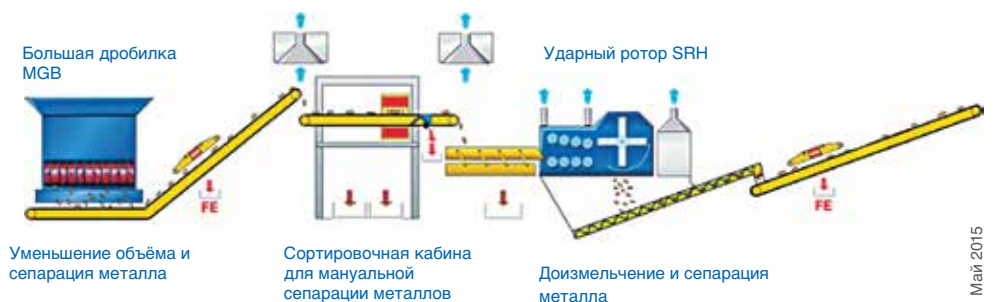 Большая дробилка
MGB
Ударный ротор SRH
FE
FE
Уменьшение объёма и
сепарация металла
Сортировочная кабина
для мануальной
сепарации металлов
Доизмельчение и сепарация
металла
Май 2015